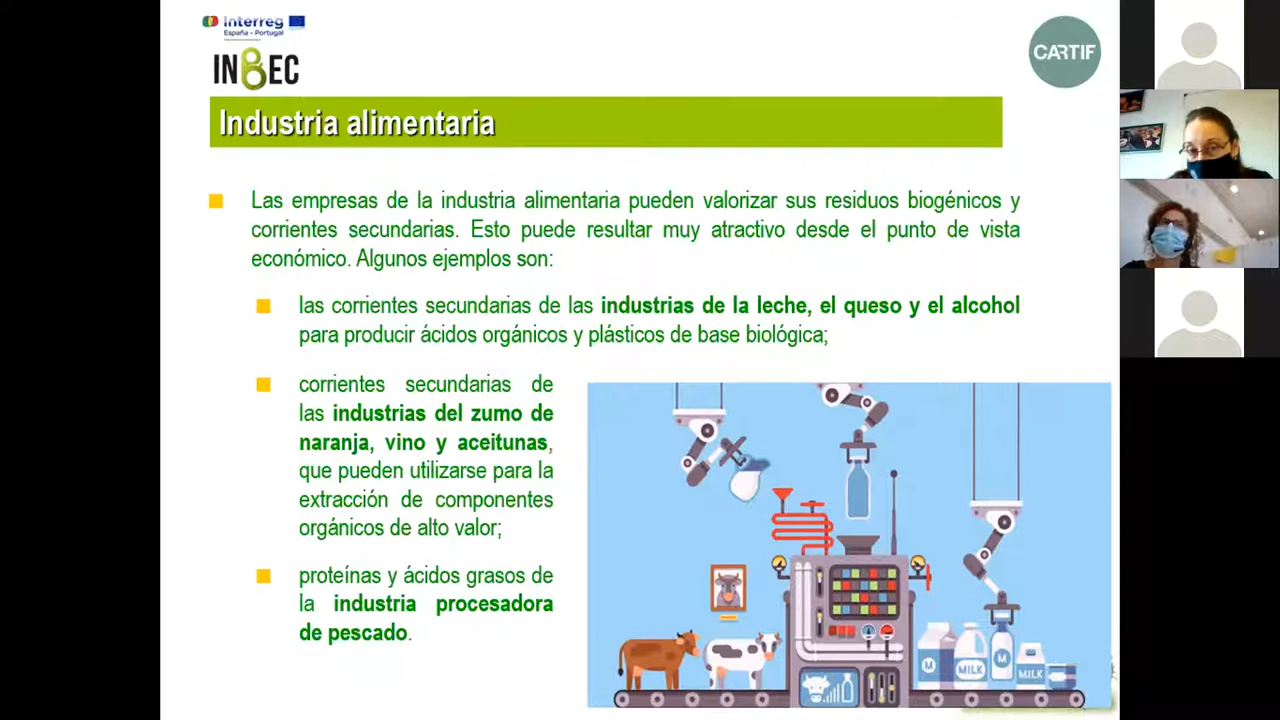 Interreg
España - Portugal
INBEC
CARTIF
Industria alimentaria
Las empresas de la industria alimentaria pueden valorizar sus residuos biogénicos y
corrientes secundarias. Esto puede resultar muy atractivo desde el punto de vista
económico. Algunos ejemplos son:
las corrientes secundarias de las industrias de la leche, el queso y el alcohol
para producir ácidos orgánicos y plásticos de base biológica;
corrientes secundarias de
las industrias del zumo de
naranja, vino y aceitunas,
que pueden utilizarse para la
extracción de componentes
orgánicos de alto valor;
proteínas y ácidos grasos de
la industria procesadora
de pescado.
M
MILK
M
MILK